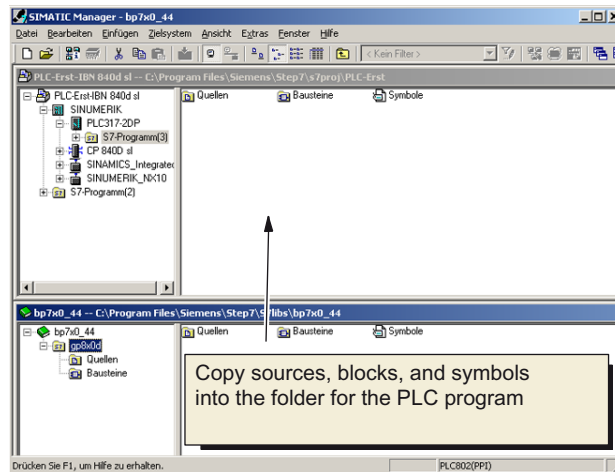 SIMATIC Manager - bp7x0_44
Datei Bearbeiten Einfügen Zielsystem Ansicht Extras Fenster Hilfe
< Kein Filter >
PLC-Erst-IBN 840d sl -- C:\Program Files\Siemens\Step7\s7proj\PLC-Erst
PLC-Erst-IBN 840d sl
SINUMERIK
PLC317-2DP
S7-Programm(3)
CP 840D sl
SINAMICS_Integrated
SINUMERIK_NX10
S7-Programm(2)
Quellen Bausteine Symbole
bp7x0_44 -- C:\Program Files\Siemens\Step7\S7libs\bp7x0_44
bp7x0_44
gp8x0d
Quellen
Bausteine
Quellen Bausteine Symbole
Copy sources, blocks, and symbols
into the folder for the PLC program
Drücken Sie F1, um Hilfe zu erhalten. PLC802(PPI)